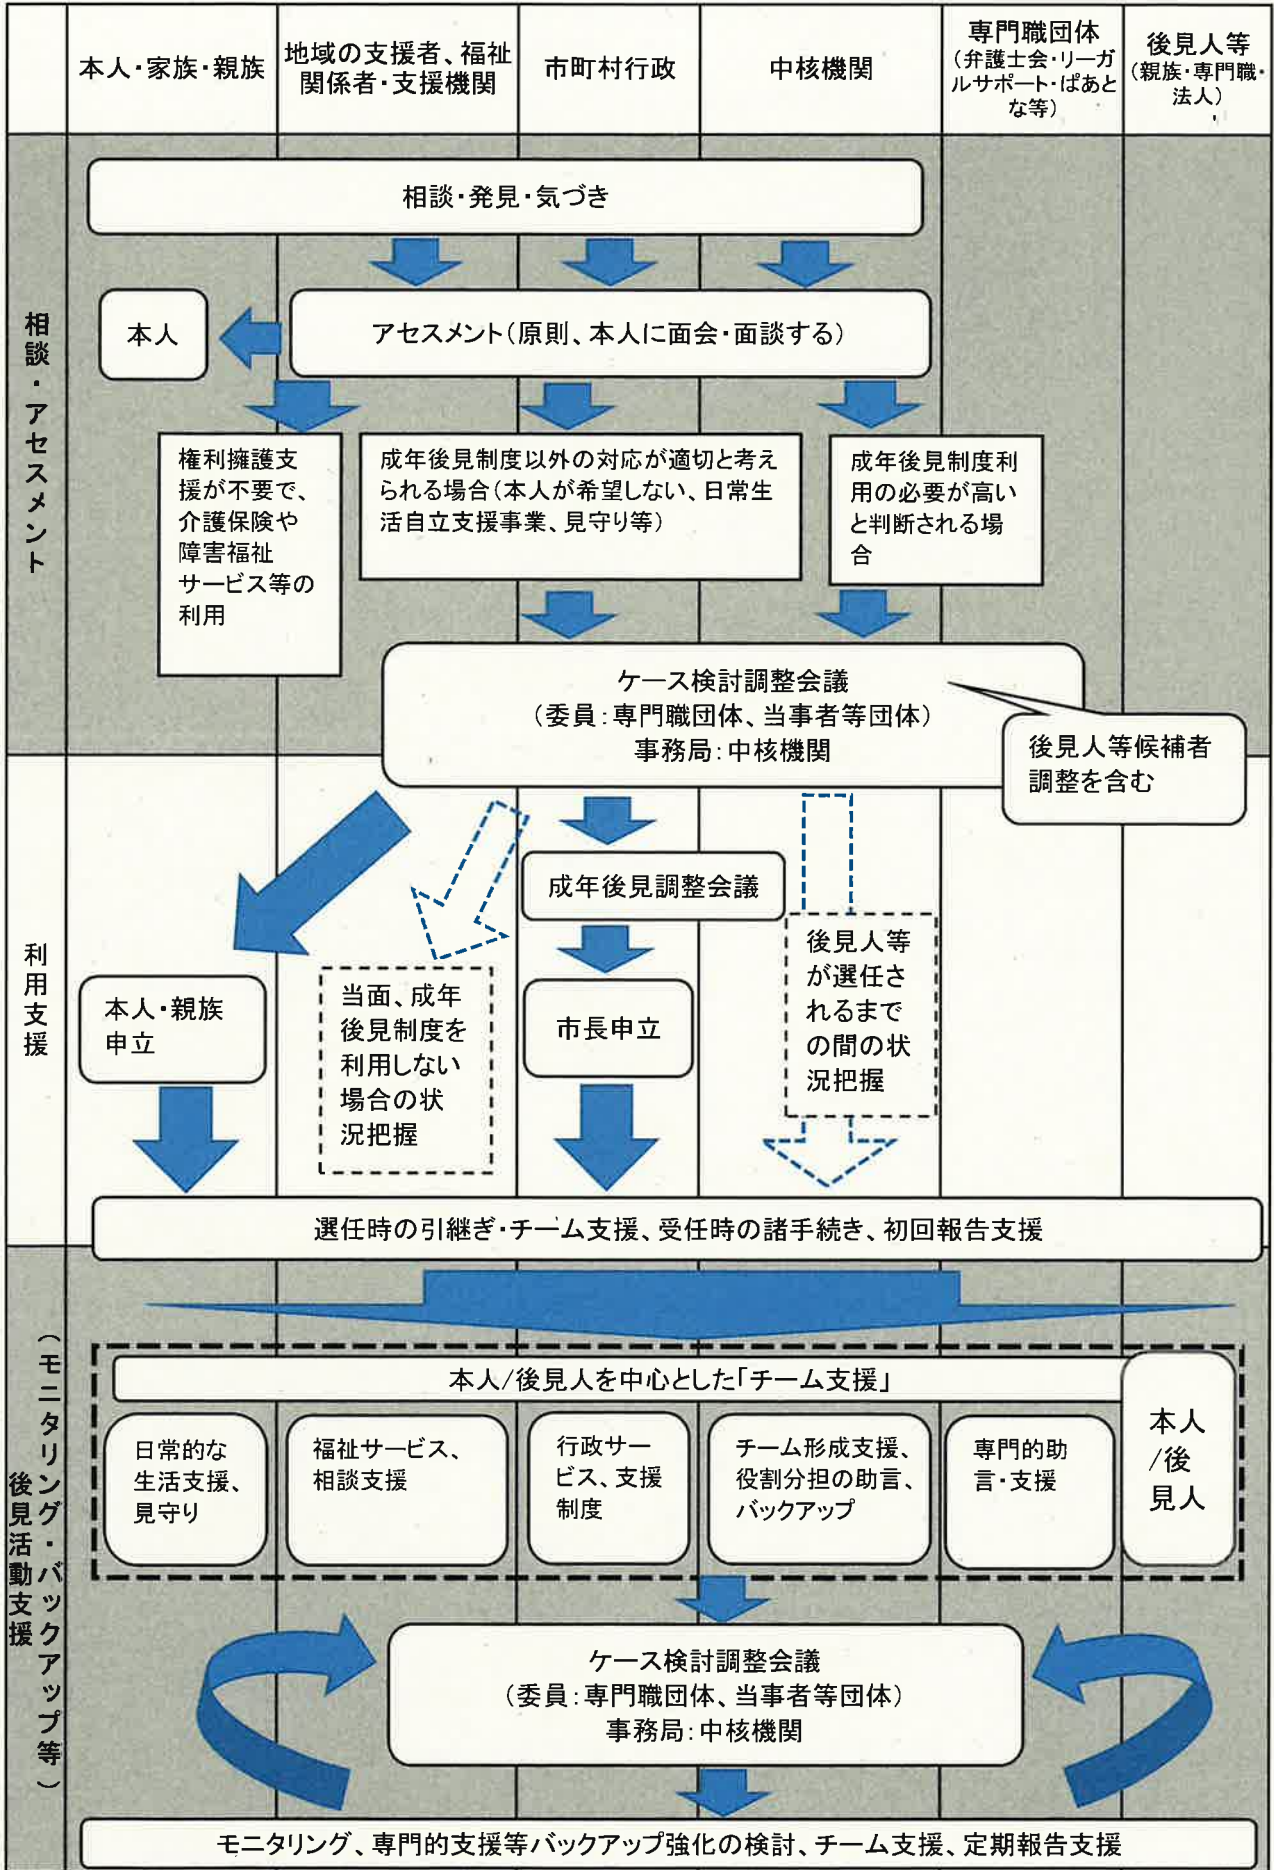 本人・家族・親族
地域の支援者、福祉
関係者・支援機関
市町村行政
中核機関
専門職団体
(弁護士会・リーガ
ルサポート・ぱあと
な等)
後見人等
(親族・専門職・
法人)
相談・アセスメント
相談・発見・気づき
本人
アセスメント(原則、本人に面会・面談する)
権利擁護支
援が不要で、
介護保険や
障害福祉
サービス等の
利用
成年後見制度以外の対応が適切と考え
られる場合(本人が希望しない、日常生
活自立支援事業、見守り等)
成年後見制度利
用の必要が高い
と判断される場
合
ケース検討調整会議
(委員:専門職団体、当事者等団体)
事務局:中核機関
後見人等候補者
調整を含む
利用支援
成年後見調整会議
本人・親族
申立
当面、成年
後見制度を
利用しない
場合の状
況把握
市長申立
後見人等
が選任さ
れるまで
の間の状
況把握
選任時の引継ぎ・チーム支援、受任時の諸手続き、初回報告支援
後見活動支援
(モニタリング・バックアップ等)
本人/後見人を中心とした「チーム支援」
日常的な
生活支援、
見守り
福祉サービス、
相談支援
行政サー
ビス、支援
制度
チーム形成支援、
役割分担の助言、
バックアップ
専門的助
言・支援
本人
/後
見人
ケース検討調整会議
(委員:専門職団体、当事者等団体)
事務局:中核機関
モニタリング、専門的支援等バックアップ強化の検討、チーム支援、定期報告支援